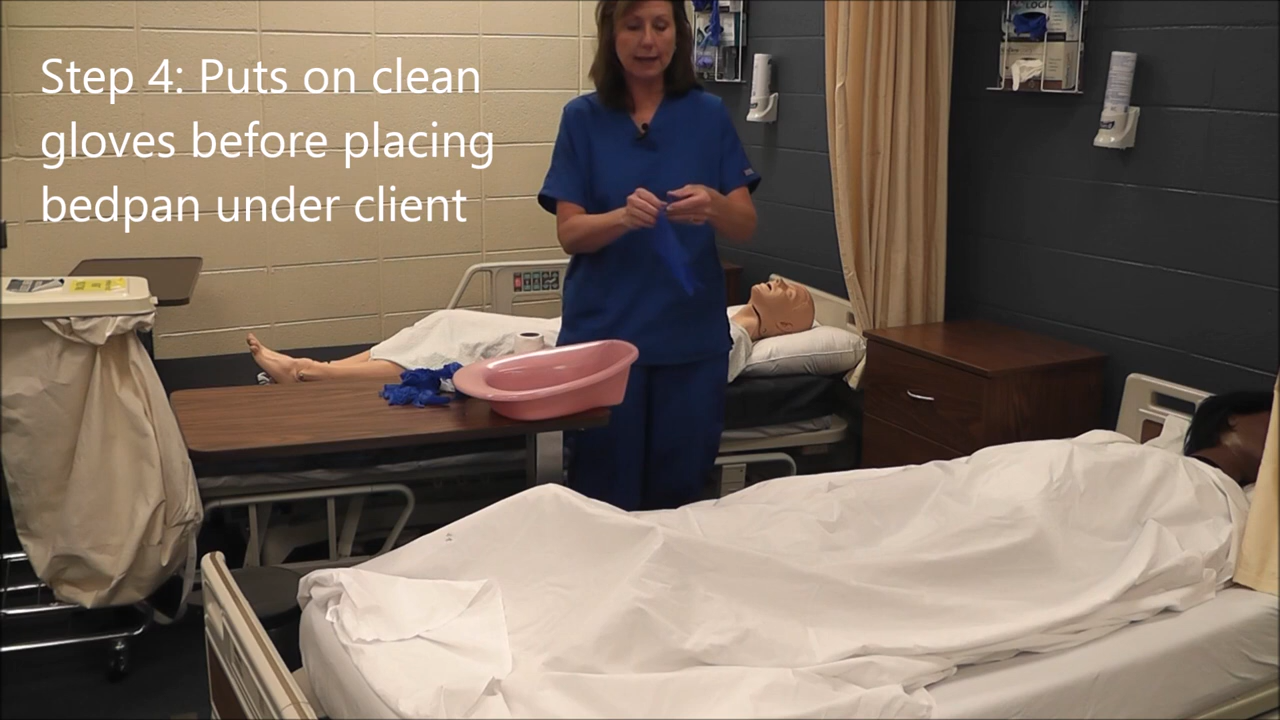 Step 4: Puts on clean
gloves before placing
bedpan under client